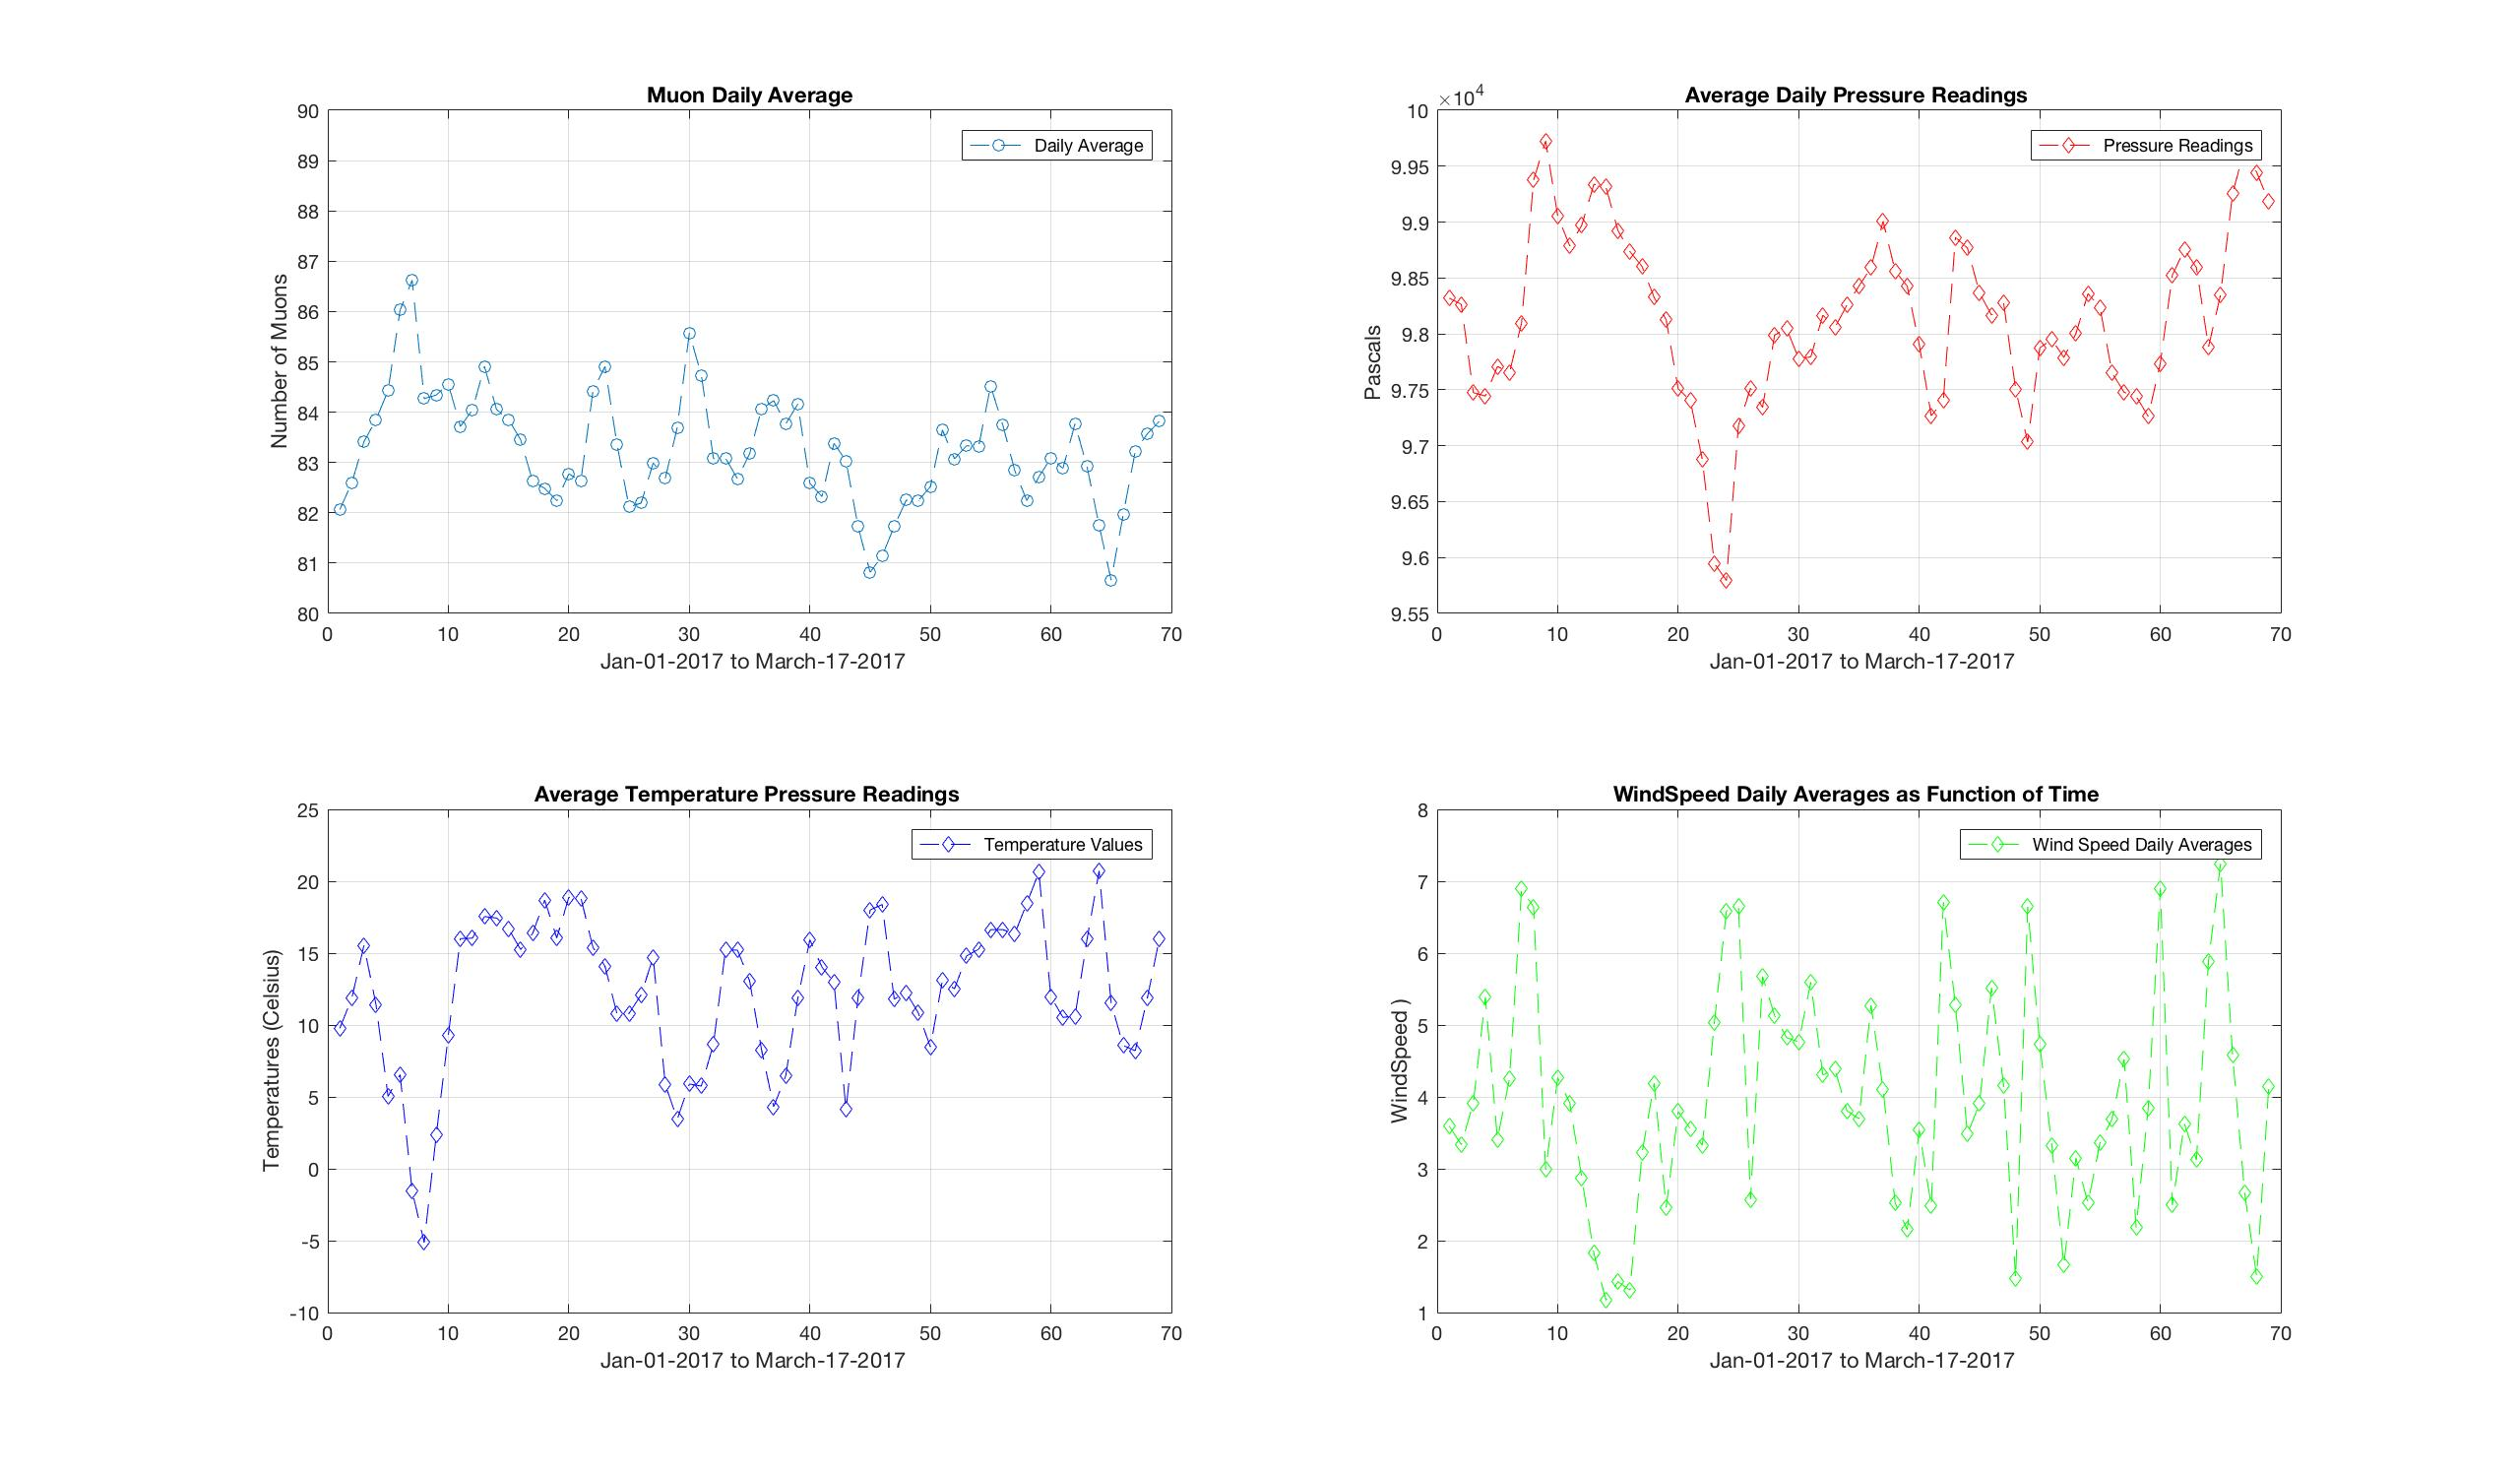 Muon Daily Average
90
89
88
87
86
85
84
83
82
81
80
Number of Muons
Daily Average
0 10 20 30 40 50 60 70
Jan-01-2017 to March-17-2017
Average Daily Pressure Readings
×10⁴
10
9.95
9.9
9.85
9.8
9.75
9.7
9.65
9.6
9.55
Pascals
Pressure Readings
0 10 20 30 40 50 60 70
Jan-01-2017 to March-17-2017
Average Temperature Pressure Readings
25
20
15
10
5
0
-5
-10
Temperatures (Celsius)
Temperature Values
0 10 20 30 40 50 60 70
Jan-01-2017 to March-17-2017
WindSpeed Daily Averages as Function of Time
8
7
6
5
4
3
2
1
WindSpeed )
Wind Speed Daily Averages
0 10 20 30 40 50 60 70
Jan-01-2017 to March-17-2017